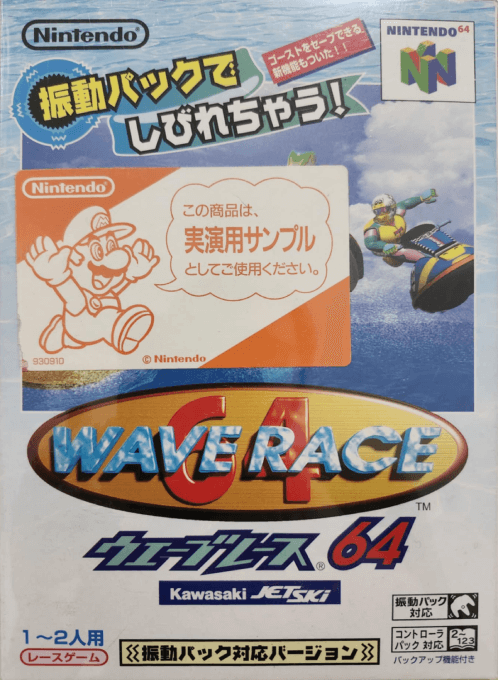 Nintendo®
NINTENDO64
ゴーストをセーブできる
新機能もついた!!
振動パックで
しびれちゃう!
Nintendo®
この商品は、
実演用サンプル
としてご使用ください。
930910
© Nintendo
WAVE RACE
64
TM
ウエーブレース® 64
Kawasaki JET SKi
振動パック
対応
コントローラ
パック 対応
2~
123
バックアップ機能付き
1~2人用
レースゲーム
振動パック対応バージョン